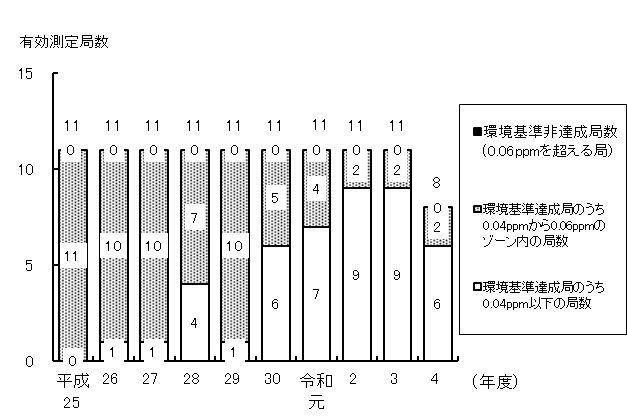 有効測定局数
15
11 11 11 11 11 11 11 11 11
0 0 0 0 0 0 0 0 0
10
2 2
8
5 4
0
7
2
11 10 10 10
5
9 9
6 7
6
4
1 1 1
0
0
平成 26 27 28 29 30 令和 2 3 4 (年度)
25 元
環境基準非達成局数
(0.06ppmを超える局)
環境基準達成局のうち
0.04ppmから0.06ppmの
ゾーン内の局数
環境基準達成局のうち
0.04ppm以下の局数